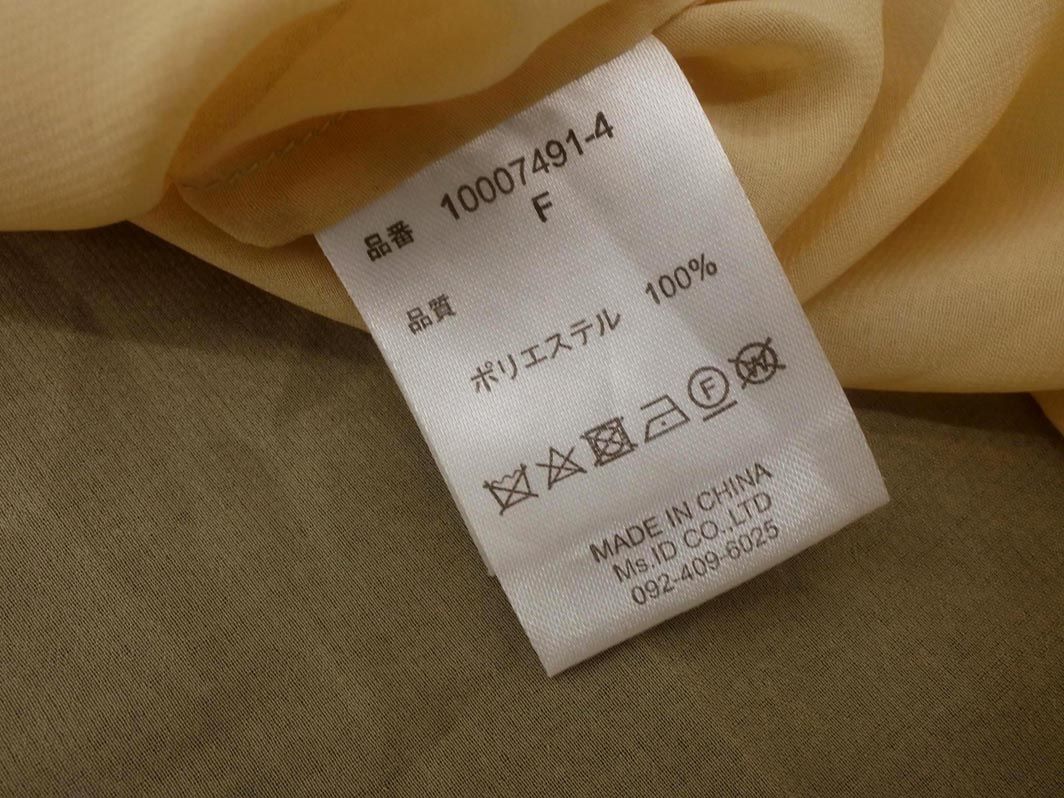 品番 10007491-4
F
品質
ポリエステル 100%
F W
MADE IN CHINA
Ms.ID CO.,LTD
092-409-6025